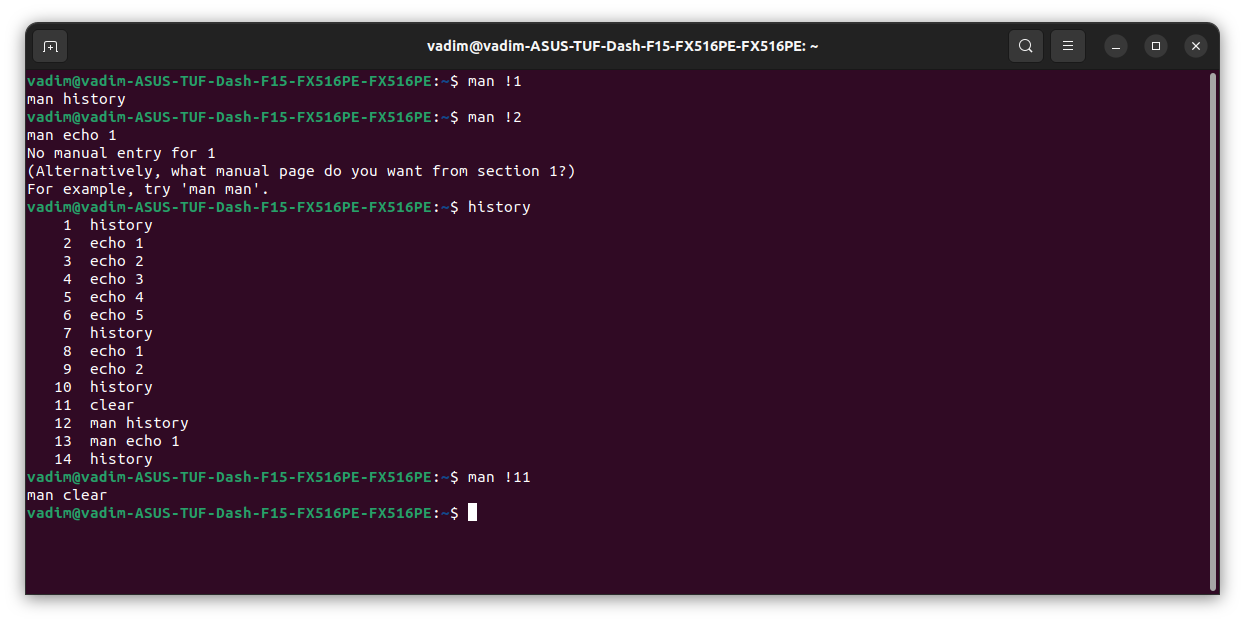 vadim@vadim-ASUS-TUF-Dash-F15-FX516PE-FX516PE: ~
vadim@vadim-ASUS-TUF-Dash-F15-FX516PE-FX516PE:~$ man !1
man history
vadim@vadim-ASUS-TUF-Dash-F15-FX516PE-FX516PE:~$ man !2
man echo 1
No manual entry for 1
(Alternatively, what manual page do you want from section 1?)
For example, try 'man man'.
vadim@vadim-ASUS-TUF-Dash-F15-FX516PE-FX516PE:~$ history
1 history
2 echo 1
3 echo 2
4 echo 3
5 echo 4
6 echo 5
7 history
8 echo 1
9 echo 2
10 history
11 clear
12 man history
13 man echo 1
14 history
vadim@vadim-ASUS-TUF-Dash-F15-FX516PE-FX516PE:~$ man !11
man clear
vadim@vadim-ASUS-TUF-Dash-F15-FX516PE-FX516PE:~$